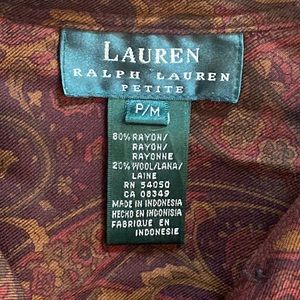 LAUREN
RALPH LAUREN
PETITE
P/M
80% RAYON/
RAYON/
RAYONNE
20% WOOL/LANA/
LAINE
RN 54050
CA 08349
MADE IN INDONESIA
HECHO EN INDONESIA
FABRIQUE EN
INDONESIE